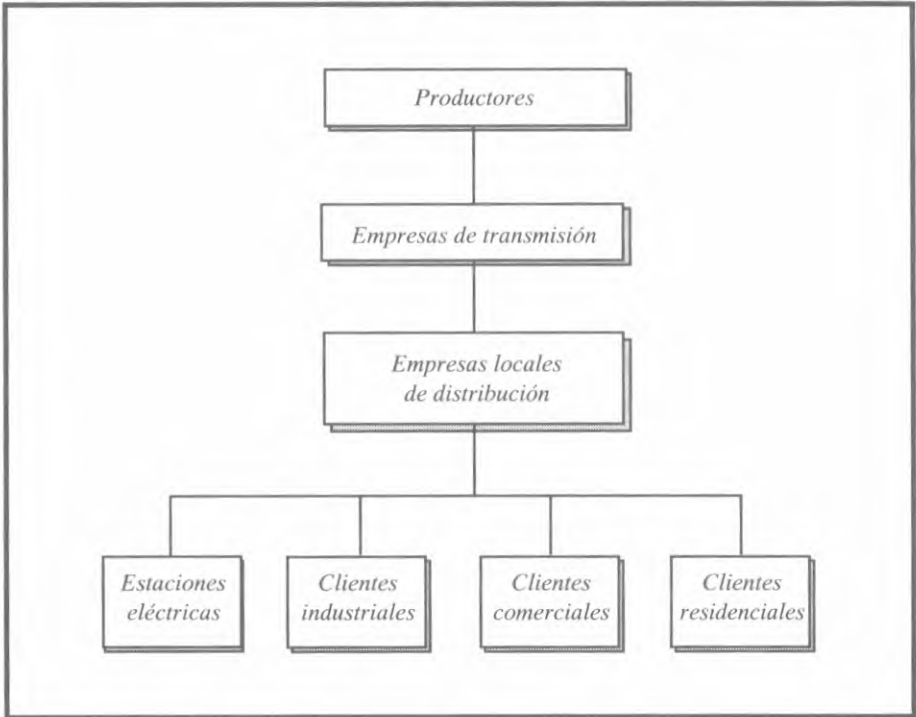 Productores
Empresas de transmisión
Empresas locales
de distribución
Estaciones
eléctricas
Clientes
industriales
Clientes
comerciales
Clientes
residenciales